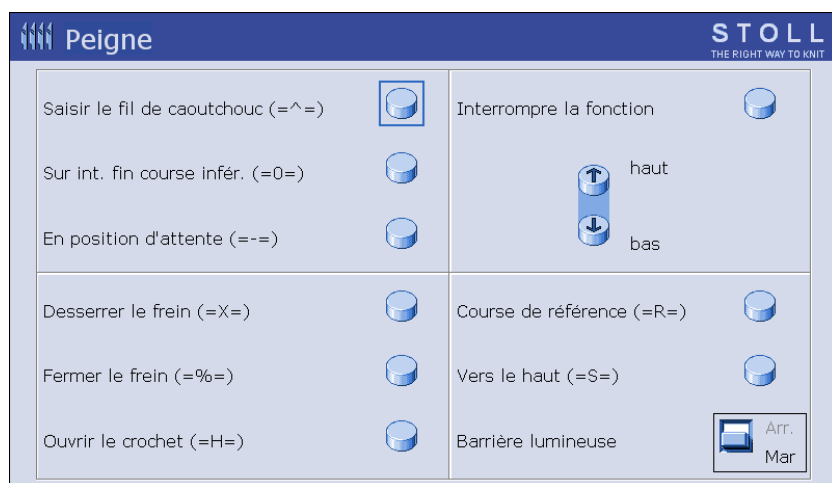 Peigne
STOLL
THE RIGHT WAY TO KNIT
Saisir le fil de caoutchouc (=^=)
Sur int. fin course infér. (=0=)
En position d'attente (=-=)
Interrompre la fonction
haut
bas
Desserrer le frein (=X=)
Fermer le frein (=%=)
Ouvrir le crochet (=H=)
Course de référence (=R=)
Vers le haut (=S=)
Barrière lumineuse
Arr.
Mar